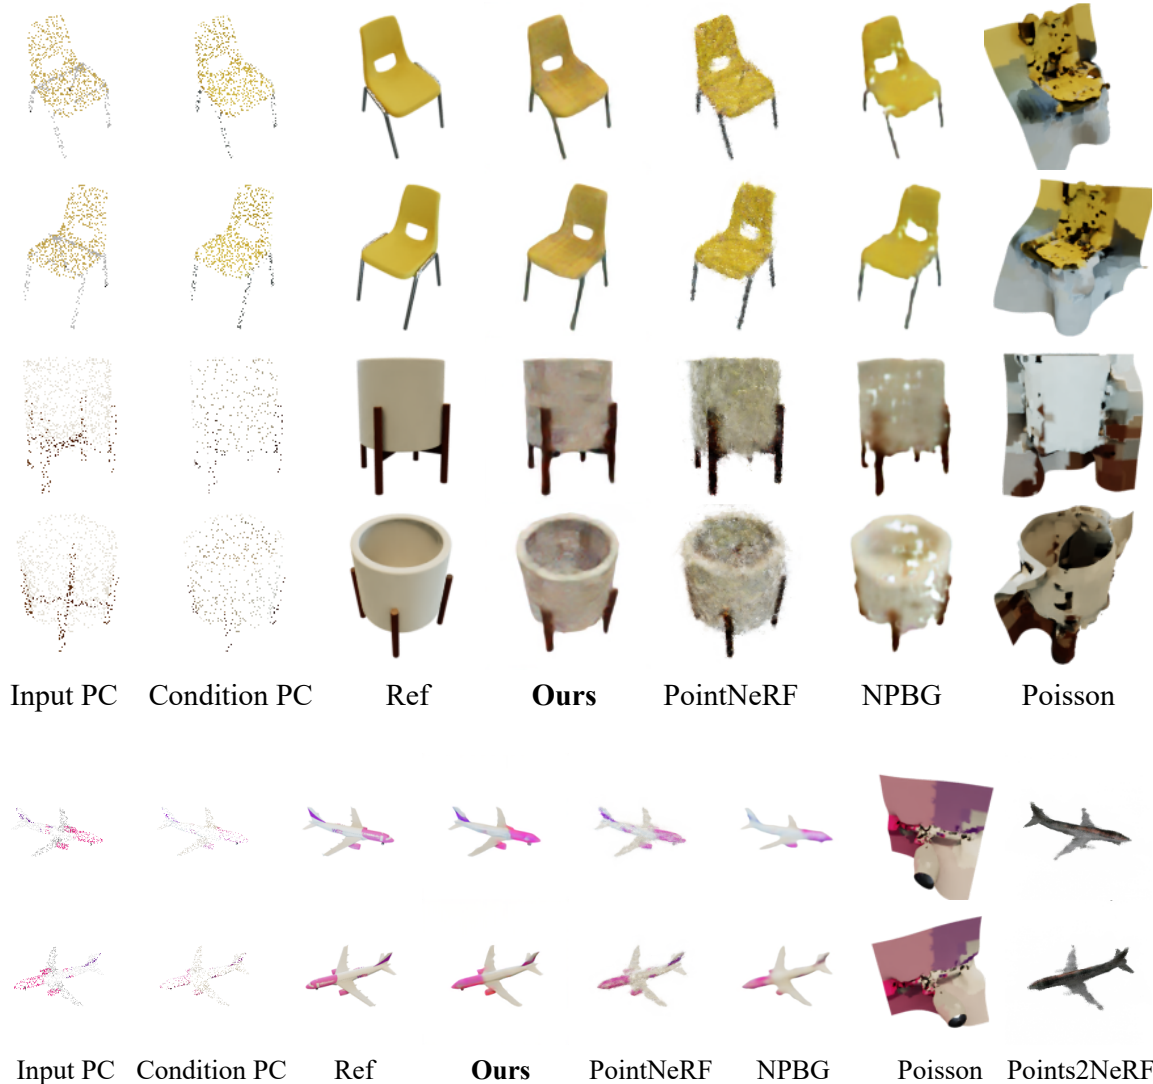 Input PC Condition PC Ref Ours PointNeRF NPBG Poisson
Input PC Condition PC Ref Ours PointNeRF NPBG Poisson Points2NeRF